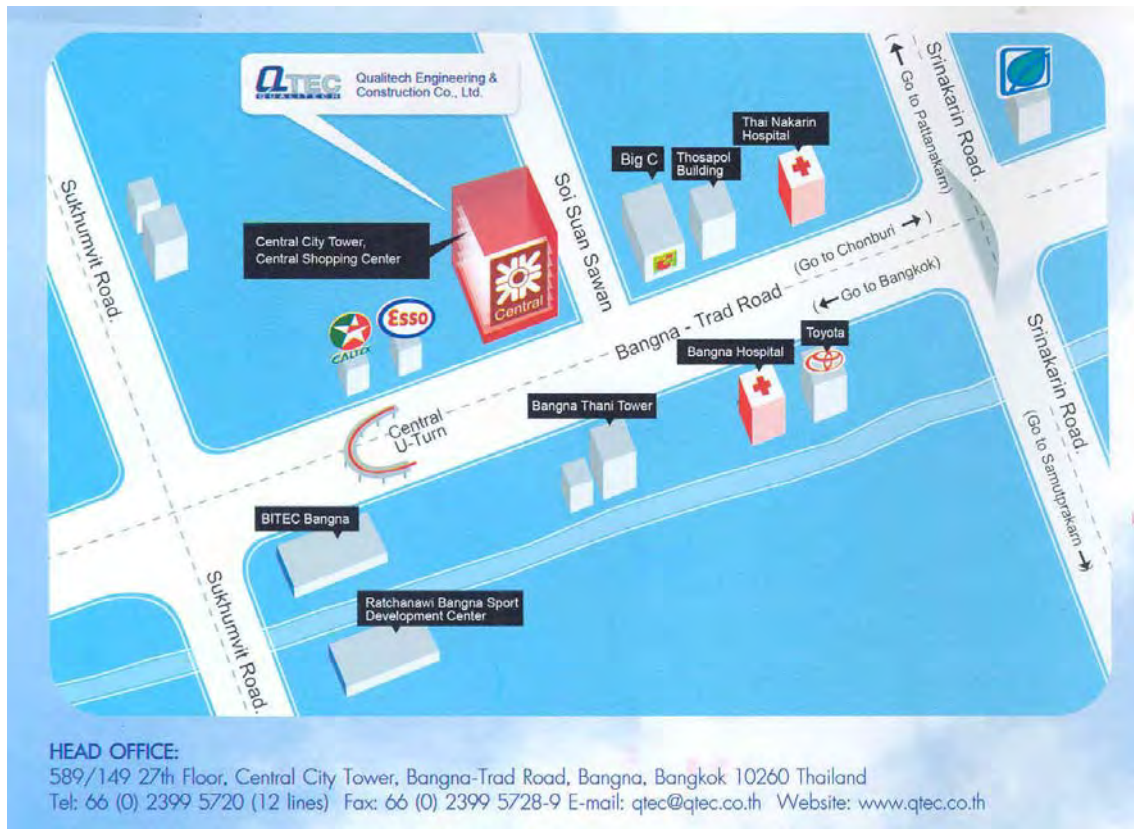 QTEC
QUALITECH
Qualitech Engineering &
Construction Co., Ltd.
Srinakarin Road.
(Go to Pattanakarn)
Thai Nakarin
Hospital
Big C
Thosapol
Building
Sukhumvit Road.
Soi Suan Sawan
Central City Tower,
Central Shopping Center
Central
(Go to Chonburi )
( Go to Bangkok)
Bangna - Trad Road
Esso
CALTEX
Toyota
Bangna Hospital
Srinakarin Road.
(Go to Samutprakarn )
Bangna Thani Tower
Central
U-Turn
BITEC Bangna
Sukhumvit Road.
Ratchanawi Bangna Sport
Development Center
HEAD OFFICE:
589/149 27th Floor, Central City Tower, Bangna-Trad Road, Bangna, Bangkok 10260 Thailand
Tel: 66 (0) 2399 5720 (12 lines) Fax: 66 (0) 2399 5728-9 E-mail: qtec@qtec.co.th Website: www.qtec.co.th